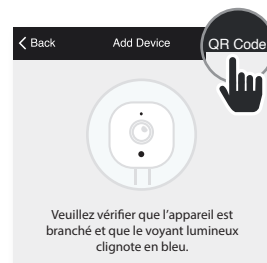 Back Add Device QR Code
Veuillez vérifier que l'appareil est
branché et que le voyant lumineux
clignote en bleu.